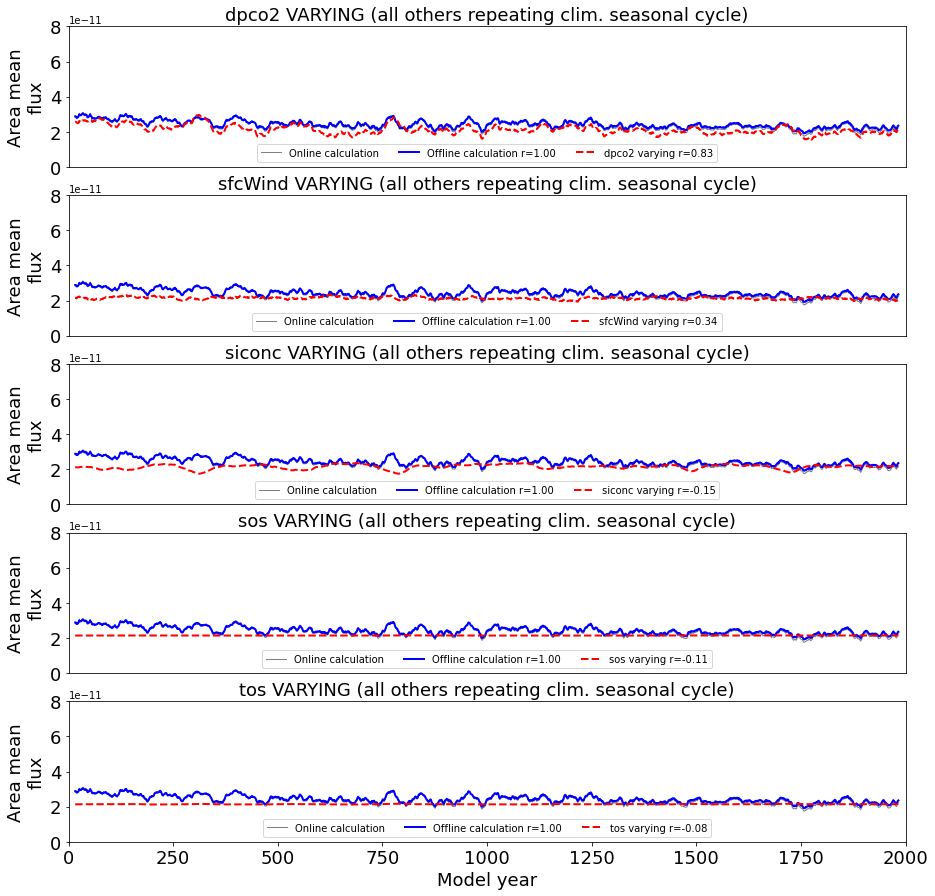 dpco2 VARYING (all others repeating clim. seasonal cycle)
1e−11
8
6
4
2
0
Area mean
flux
Online calculation
Offline calculation r=1.00
dpco2 varying r=0.83
sfcWind VARYING (all others repeating clim. seasonal cycle)
1e−11
8
6
4
2
0
Area mean
flux
Online calculation
Offline calculation r=1.00
sfcWind varying r=0.34
siconc VARYING (all others repeating clim. seasonal cycle)
1e−11
8
6
4
2
0
Area mean
flux
Online calculation
Offline calculation r=1.00
siconc varying r=-0.15
sos VARYING (all others repeating clim. seasonal cycle)
1e−11
8
6
4
2
0
Area mean
flux
Online calculation
Offline calculation r=1.00
sos varying r=-0.11
tos VARYING (all others repeating clim. seasonal cycle)
1e−11
8
6
4
2
0
Area mean
flux
Online calculation
Offline calculation r=1.00
tos varying r=-0.08
0 250 500 750 1000 1250 1500 1750 2000
Model year